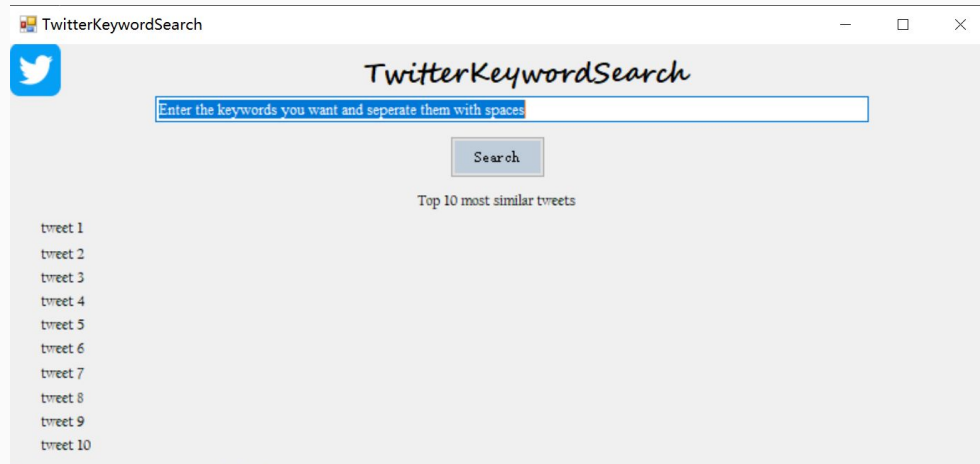 TwitterKeywordSearch
TwitterKeywordSearch
Enter the keywords you want and seperate them with spaces
Search
Top 10 most similar tweets
tweet 1
tweet 2
tweet 3
tweet 4
tweet 5
tweet 6
tweet 7
tweet 8
tweet 9
tweet 10